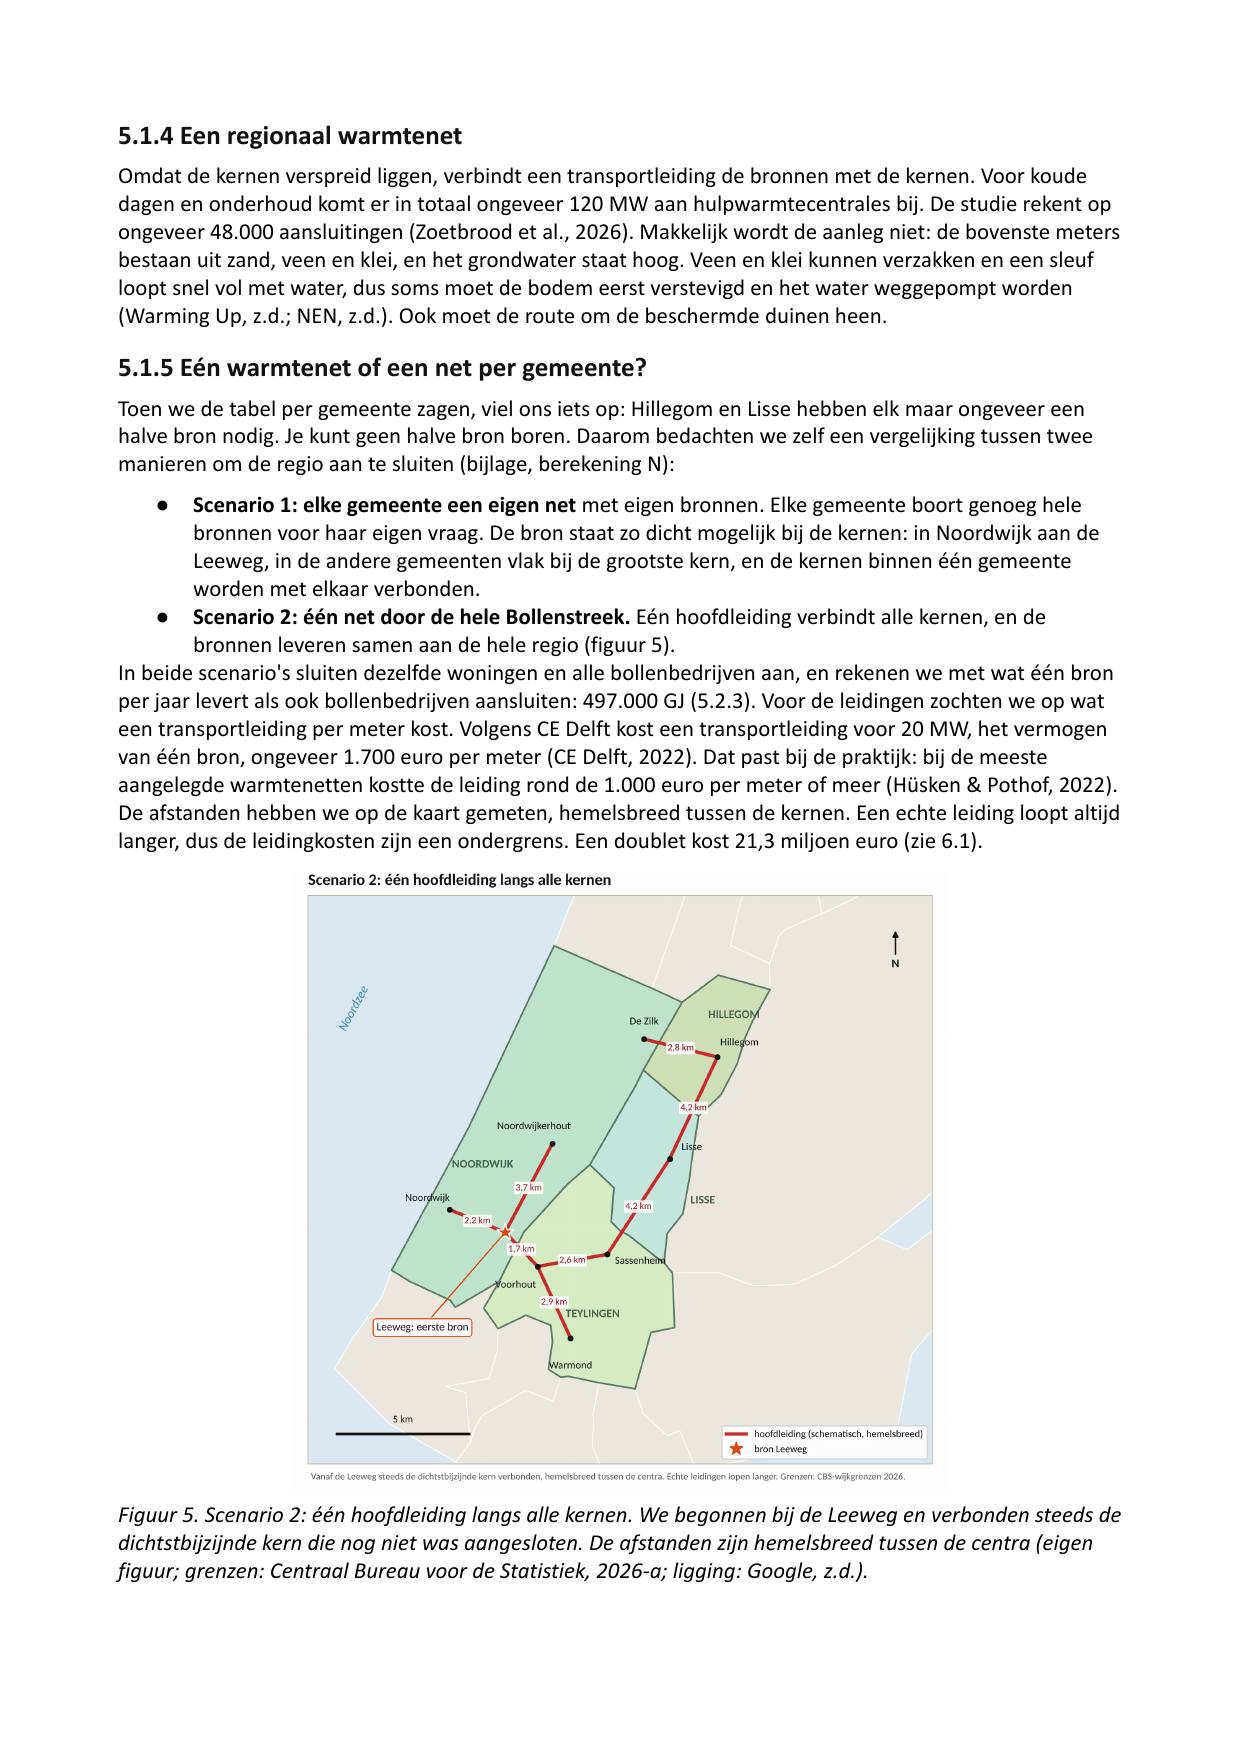 5.1.4 Een regionaal warmtenet
Omdat de kernen verspreid liggen, verbindt een transportleiding de bronnen met de kernen. Voor koude
dagen en onderhoud komt er in totaal ongeveer 120 MW aan hulpwarmtecentrales bij. De studie rekent op
ongeveer 48.000 aansluitingen (Zoetbrood et al., 2026). Makkelijk wordt de aanleg niet: de bovenste meters
bestaan uit zand, veen en klei, en het grondwater staat hoog. Veen en klei kunnen verzakken en een sleuf
loopt snel vol met water, dus soms moet de bodem eerst verstevigd en het water weggepompt worden
(Warming Up, z.d.; NEN, z.d.). Ook moet de route om de beschermde duinen heen.
5.1.5 Eén warmtenet of een net per gemeente?
Toen we de tabel per gemeente zagen, viel ons iets op: Hillegom en Lisse hebben elk maar ongeveer een
halve bron nodig. Je kunt geen halve bron boren. Daarom bedachten we zelf een vergelijking tussen twee
manieren om de regio aan te sluiten (bijlage, berekening N):
● Scenario 1: elke gemeente een eigen net met eigen bronnen. Elke gemeente boort genoeg hele
bronnen voor haar eigen vraag. De bron staat zo dicht mogelijk bij de kernen: in Noordwijk aan de
Leeweg, in de andere gemeenten vlak bij de grootste kern, en de kernen binnen één gemeente
worden met elkaar verbonden.
● Scenario 2: één net door de hele Bollenstreek. Eén hoofdleiding verbindt alle kernen, en de
bronnen leveren samen aan de hele regio (figuur 5).
In beide scenario's sluiten dezelfde woningen en alle bollenbedrijven aan, en rekenen we met wat één bron
per jaar levert als ook bollenbedrijven aansluiten: 497.000 GJ (5.2.3). Voor de leidingen zochten we op wat
een transportleiding per meter kost. Volgens CE Delft kost een transportleiding voor 20 MW, het vermogen
van één bron, ongeveer 1.700 euro per meter (CE Delft, 2022). Dat past bij de praktijk: bij de meeste
aangelegde warmtenetten kostte de leiding rond de 1.000 euro per meter of meer (Hüsken & Pothof, 2022).
De afstanden hebben we op de kaart gemeten, hemelsbreed tussen de kernen. Een echte leiding loopt altijd
langer, dus de leidingkosten zijn een ondergrens. Een doublet kost 21,3 miljoen euro (zie 6.1).
Scenario 2: één hoofdleiding langs alle kernen
N
Noordzee
HILLEGOM
De Zilk
Hillegom
2,8 km
4,2 km
Noordwijkerhout
Lisse
NOORDWIJK
3,7 km
Noordwijk
LISSE
4,2 km
2,2 km
1,7 km
2,6 km
Sassenheim
Voorhout
2,9 km
TEYLINGEN
Leeweg: eerste bron
Warmond
5 km
hoofdleiding (schematisch, hemelsbreed)
bron Leeweg
Vanaf de Leeweg steeds de dichtstbijzijnde kern verbonden, hemelsbreed tussen de centra. Echte leidingen lopen langer. Grenzen: CBS-wijkgrenzen 2026.
Figuur 5. Scenario 2: één hoofdleiding langs alle kernen. We begonnen bij de Leeweg en verbonden steeds de
dichtstbijzijnde kern die nog niet was aangesloten. De afstanden zijn hemelsbreed tussen de centra (eigen
figuur; grenzen: Centraal Bureau voor de Statistiek, 2026-a; ligging: Google, z.d.).